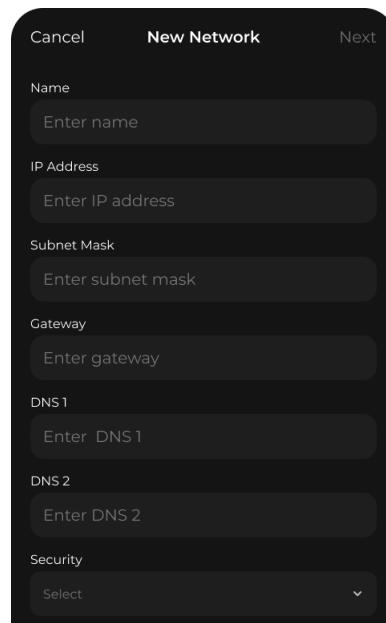 Cancel New Network Next
Name
Enter name
IP Address
Enter IP address
Subnet Mask
Enter subnet mask
Gateway
Enter gateway
DNS 1
Enter DNS 1
DNS 2
Enter DNS 2
Security
Select